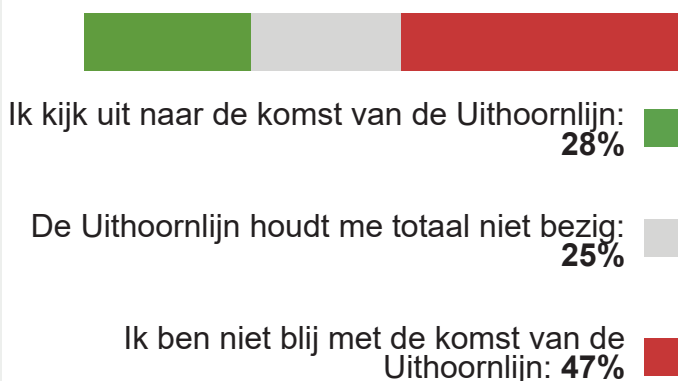 Ik kijk uit naar de komst van de Uithoornlijn:
28%
De Uithoornlijn houdt me totaal niet bezig:
25%
Ik ben niet blij met de komst van de
Uithoornlijn: 47%